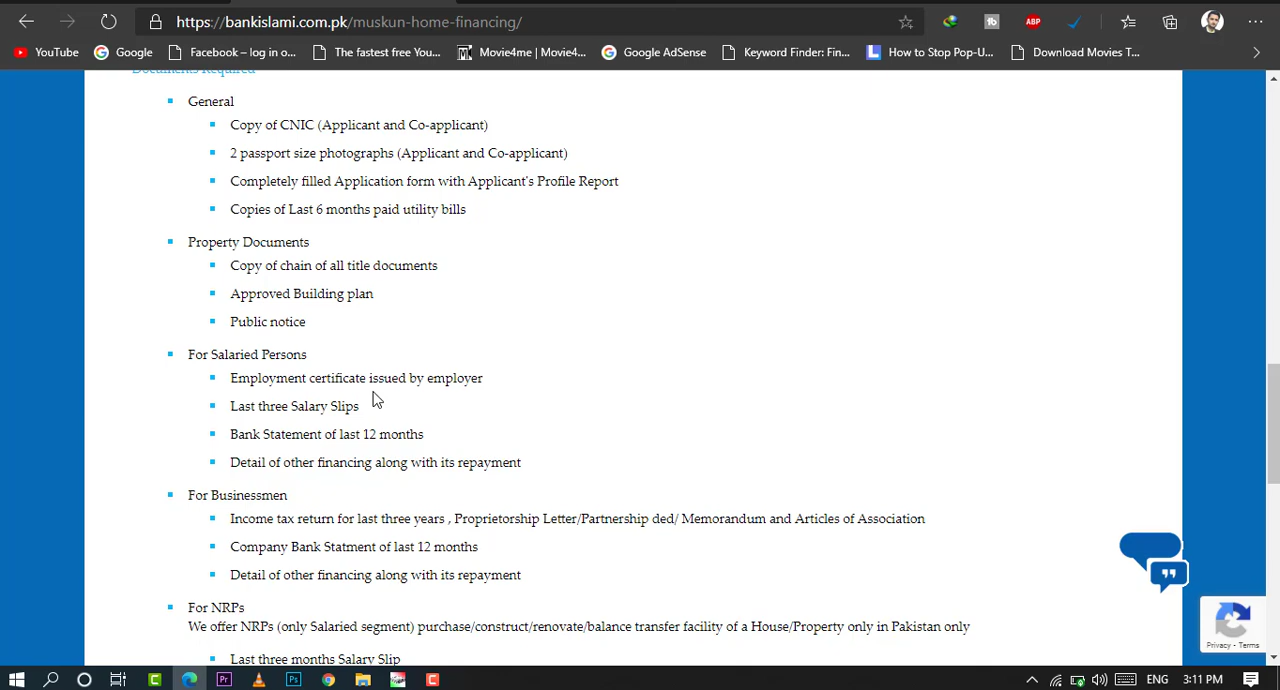 https://bankislami.com.pk/muskun-home-financing/
YouTube
Google
Facebook – log in o...
The fastest free You...
Movie4me | Movie4...
Google AdSense
Keyword Finder: Fin...
How to Stop Pop-U...
Download Movies T...
Documents Required
General
Copy of CNIC (Applicant and Co-applicant)
2 passport size photographs (Applicant and Co-applicant)
Completely filled Application form with Applicant's Profile Report
Copies of Last 6 months paid utility bills
Property Documents
Copy of chain of all title documents
Approved Building plan
Public notice
For Salaried Persons
Employment certificate issued by employer
Last three Salary Slips
Bank Statement of last 12 months
Detail of other financing along with its repayment
For Businessmen
Income tax return for last three years , Proprietorship Letter/Partnership ded/ Memorandum and Articles of Association
Company Bank Statment of last 12 months
Detail of other financing along with its repayment
For NRPs
We offer NRPs (only Salaried segment) purchase/construct/renovate/balance transfer facility of a House/Property only in Pakistan only
Last three months Salary Slip
Privacy - Terms
ABP
ENG
3:11 PM